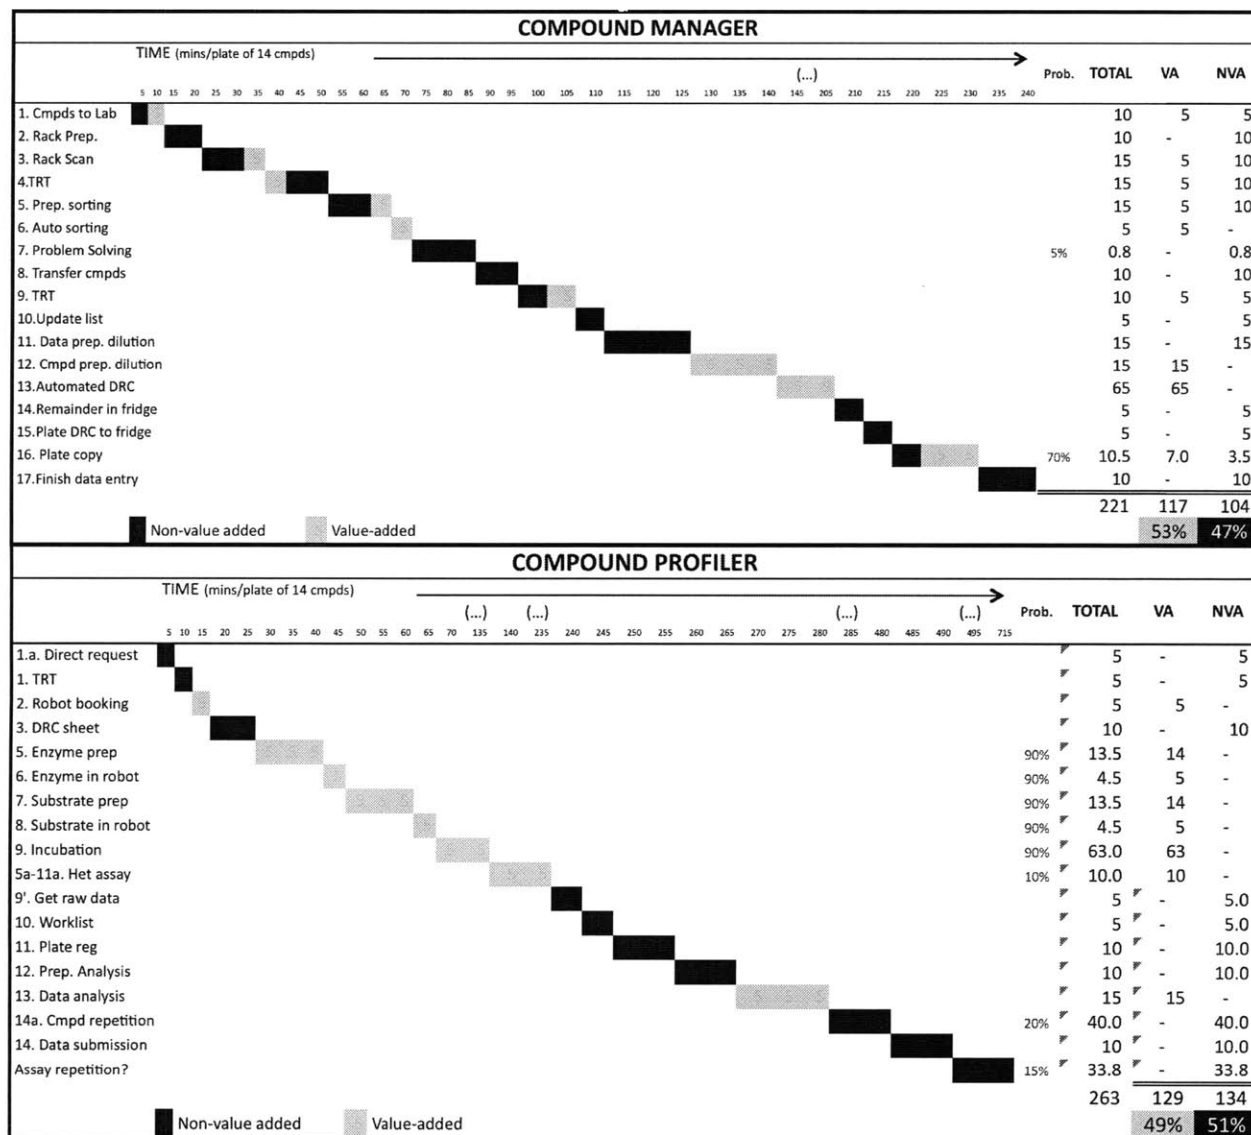 COMPOUND MANAGER
TIME (mins/plate of 14 cmpds)
(...) Prob. TOTAL VA NVA
5 10 15 20 25 30 35 40 45 50 55 60 65 70 75 85 90 95 100 105 110 115 120 125 130 135 140 145 205 210 215 220 225 230 235 240
1. Cmpds to Lab 10 5 5
2. Rack Prep. 10 - 10
3. Rack Scan 15 5 10
4.TRT 15 5 10
5. Prep. sorting 15 5 10
6. Auto sorting 5 5 -
7. Problem Solving 5% 0.8 - 0.8
8. Transfer cmpds 10 - 10
9. TRT 10 5 5
10.Update list 5 - 5
11. Data prep. dilution 15 - 15
12. Cmpd prep. dilution 15 15 -
13.Automated DRC 65 65 -
14.Remainder in fridge 5 - 5
15.Plate DRC to fridge 5 - 5
16. Plate copy 70% 10.5 7.0 3.5
17.Finish data entry 10 - 10
221 117 104
Non-value added Value-added 53% 47%
COMPOUND PROFILER
TIME (mins/plate of 14 cmpds)
(...) (...) (...) (...) Prob. TOTAL VA NVA
5 10 15 20 25 30 35 40 45 50 55 60 65 70 135 140 235 240 245 250 255 260 265 270 275 280 285 480 485 490 495 715
1.a. Direct request 5 - 5
1. TRT 5 - 5
2. Robot booking 5 5 -
3. DRC sheet 10 - 10
5. Enzyme prep 90% 13.5 14 -
6. Enzyme in robot 90% 4.5 5 -
7. Substrate prep 90% 13.5 14 -
8. Substrate in robot 90% 4.5 5 -
9. Incubation 90% 63.0 63 -
5a-11a. Het assay 10% 10.0 10 -
9'. Get raw data 5 - 5.0
10. Worklist 5 - 5.0
11. Plate reg 10 - 10.0
12. Prep. Analysis 10 - 10.0
13. Data analysis 15 15 -
14a. Cmpd repetition 20% 40.0 - 40.0
14. Data submission 10 - 10.0
Assay repetition? 15% 33.8 - 33.8
263 129 134
Non-value added Value-added 49% 51%